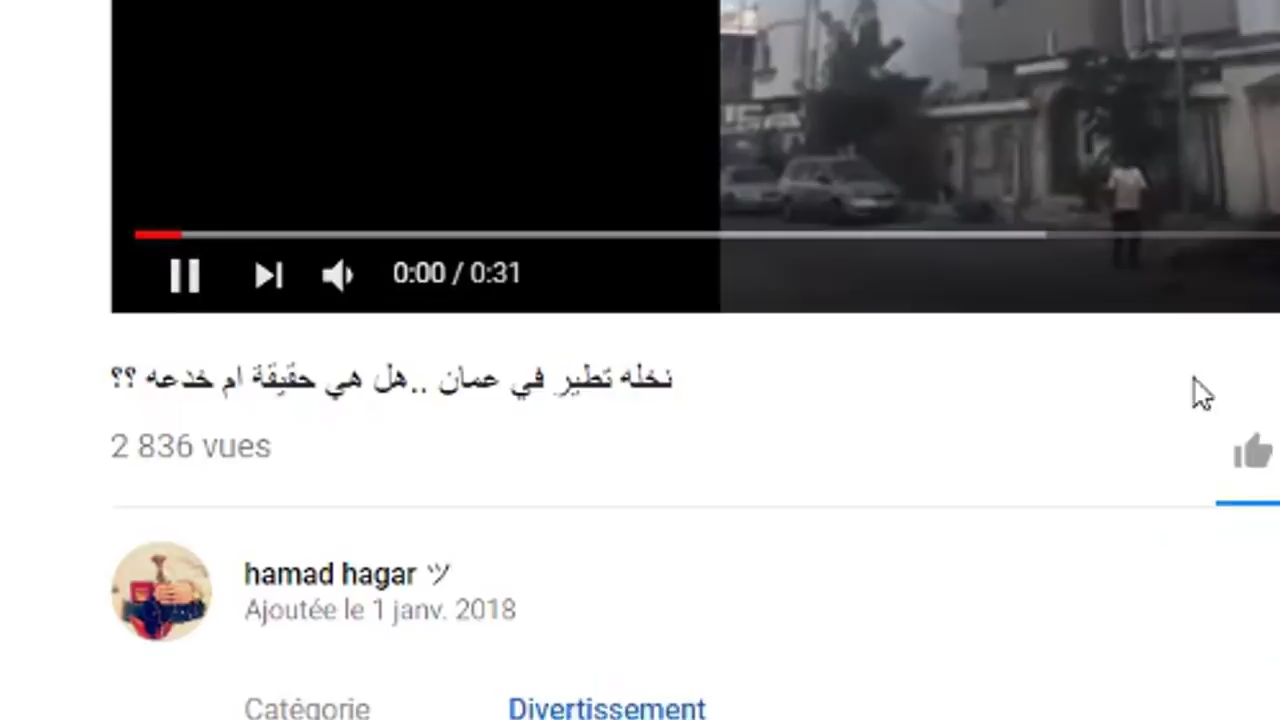 0:00 / 0:31
نخله تطير في عمان ..هل هي حقيقة ام خدعه ؟؟
2 836 vues
hamad hagar ツ
Ajoutée le 1 janv. 2018
Catégorie Divertissement